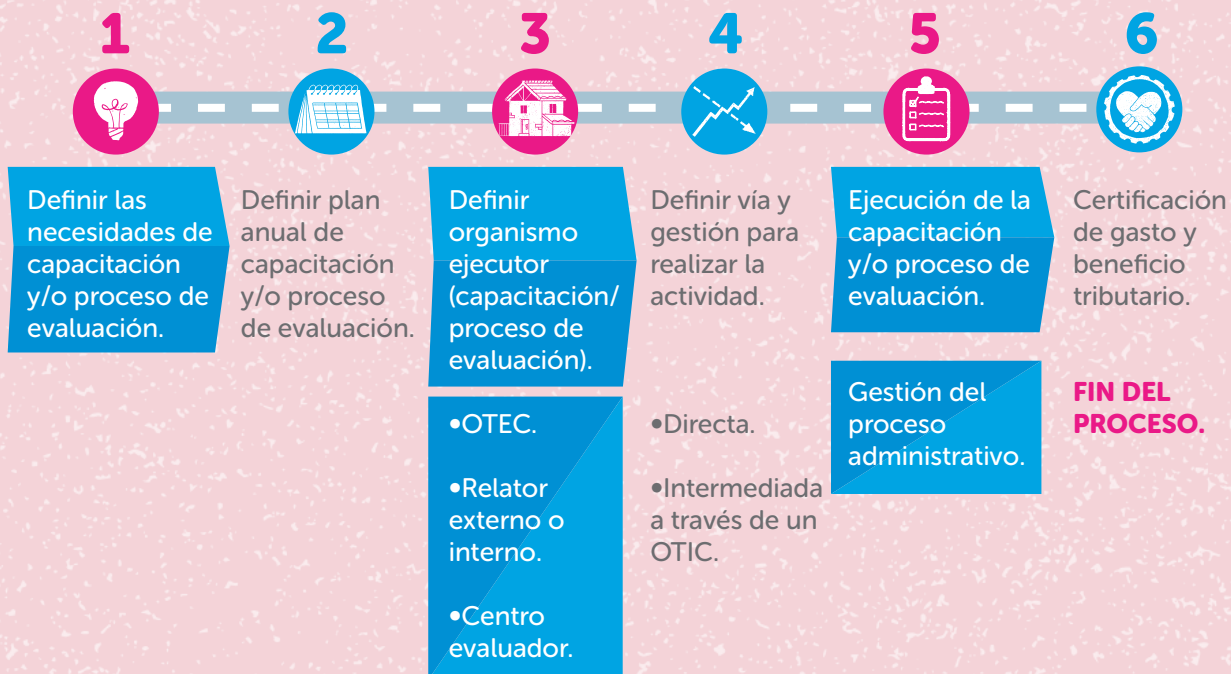 1
2
3
4
5
6
Definir las
necesidades de
capacitación
y/o proceso de
evaluación.
Definir plan
anual de
capacitación
y/o proceso
de evaluación.
Definir
organismo
ejecutor
(capacitación/
proceso de
evaluación).
•OTEC.
•Relator
externo o
interno.
•Centro
evaluador.
Definir vía y
gestión para
realizar la
actividad.
•Directa.
•Intermediada
a través de un
OTIC.
Ejecución de la
capacitación
y/o proceso de
evaluación.
Gestión del
proceso
administrativo.
Certificación
de gasto y
beneficio
tributario.
FIN DEL
PROCESO.